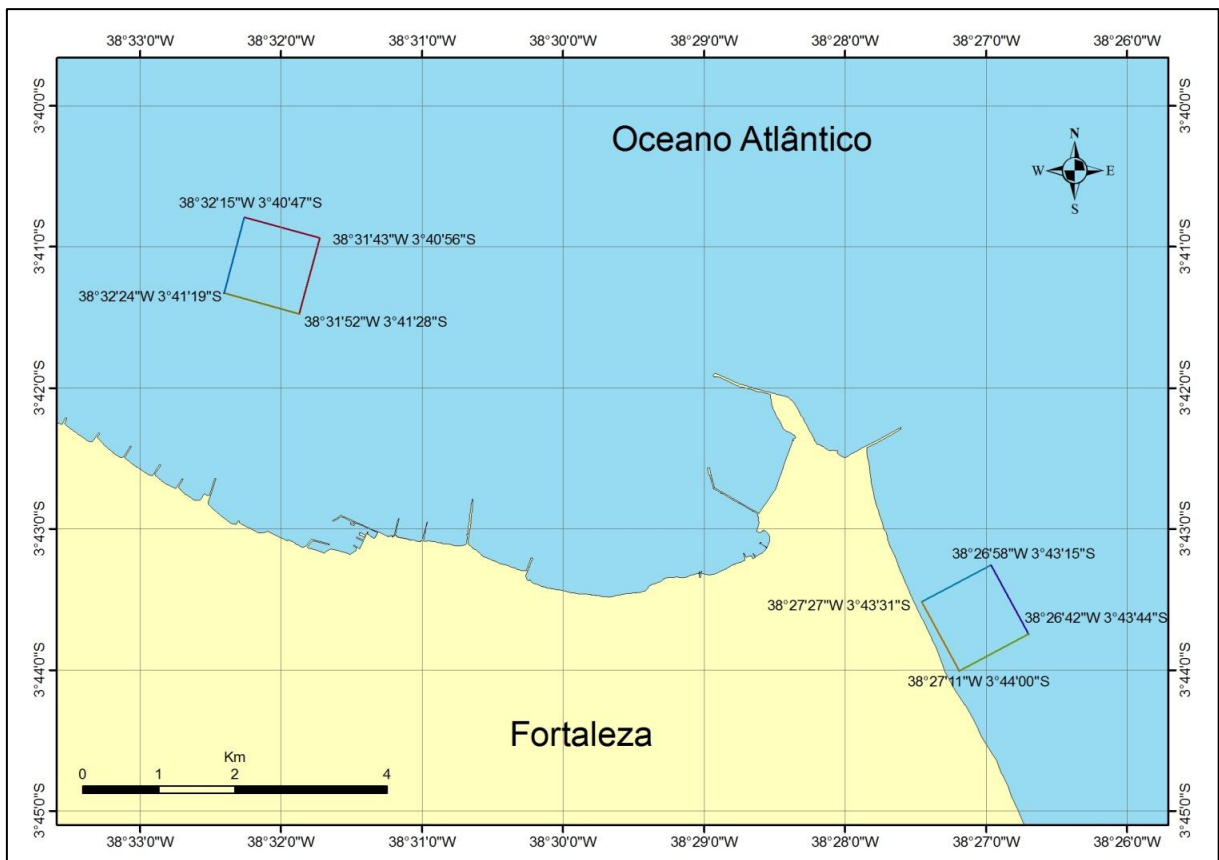 38°33'0"W 38°32'0"W 38°31'0"W 38°30'0"W 38°29'0"W 38°28'0"W 38°27'0"W 38°26'0"W
3°40'0"S 3°40'0"S
Oceano Atlântico
N
W E
S
38°32'15"W 3°40'47"S
38°31'43"W 3°40'56"S
3°41'0"S 3°41'0"S
38°32'24"W 3°41'19"S
38°31'52"W 3°41'28"S
3°42'0"S 3°42'0"S
3°43'0"S 3°43'0"S
38°26'58"W 3°43'15"S
38°27'27"W 3°43'31"S
38°26'42"W 3°43'44"S
3°44'0"S 3°44'0"S
38°27'11"W 3°44'00"S
Fortaleza
Km
0 1 2 4
3°45'0"S 3°45'0"S
38°33'0"W 38°32'0"W 38°31'0"W 38°30'0"W 38°29'0"W 38°28'0"W 38°27'0"W 38°26'0"W